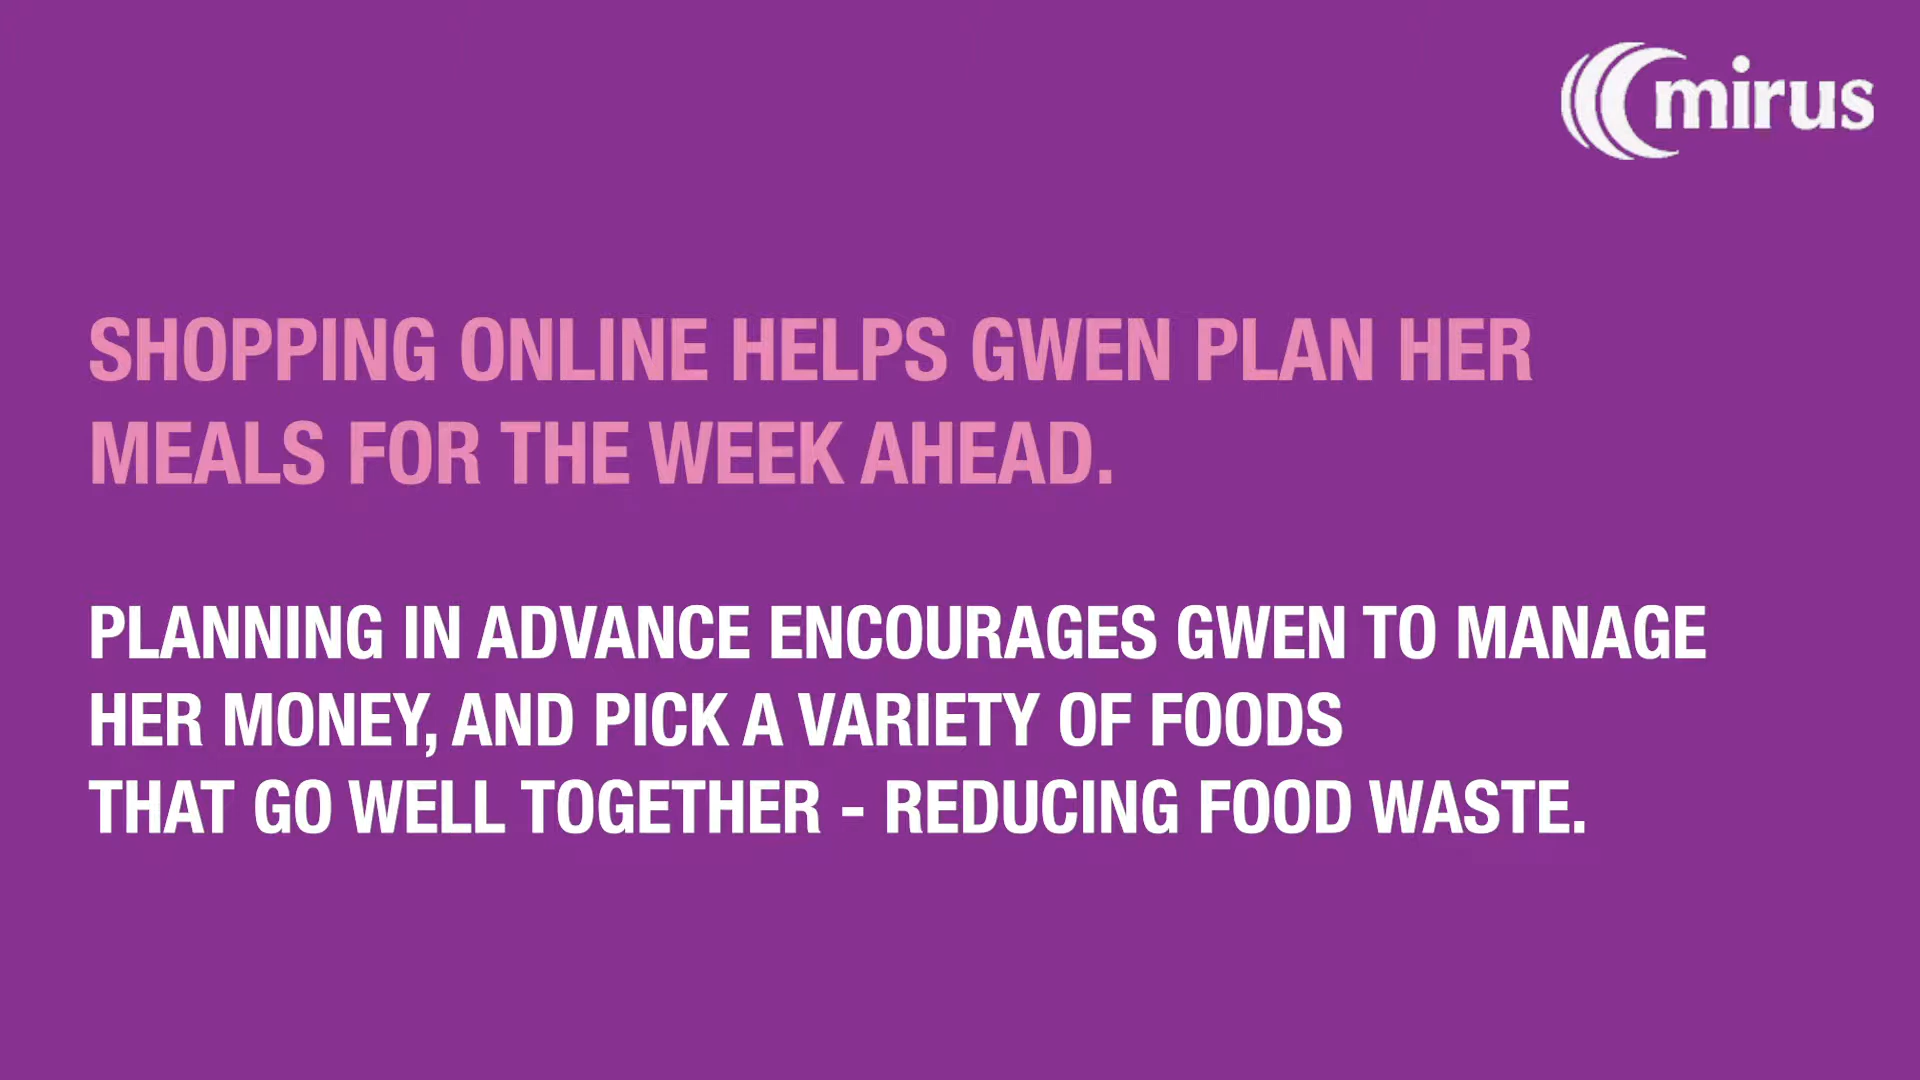 mirus
SHOPPING ONLINE HELPS GWEN PLAN HER
MEALS FOR THE WEEK AHEAD.
PLANNING IN ADVANCE ENCOURAGES GWEN TO MANAGE
HER MONEY, AND PICK A VARIETY OF FOODS
THAT GO WELL TOGETHER - REDUCING FOOD WASTE.